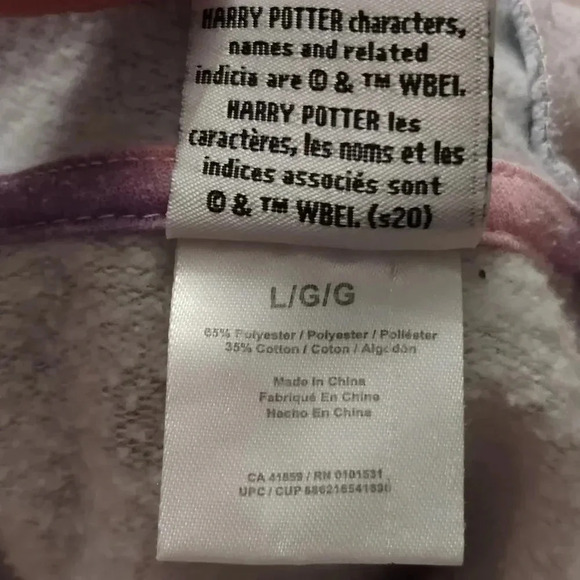 HARRY POTTER characters,
names and related
indicia are © & ™ WBEI.
HARRY POTTER les
caractères, les noms et les
indices associés sont
© & ™ WBEI. (s20)
L/G/G
65% Polyester / Polyester / Poliéster
35% Cotton / Coton / Algodón
Made In China
Fabriqué En Chine
Hecho En China
CA 41859 / RN 0101531
UPC / CUP